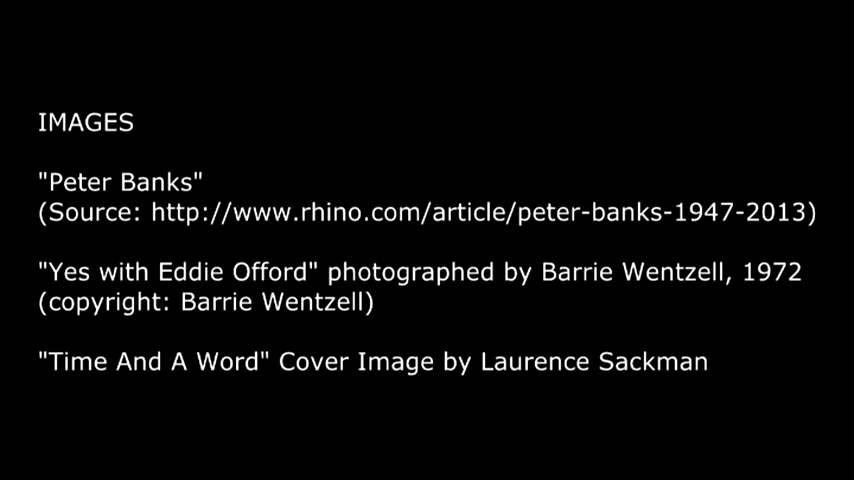 IMAGES
"Peter Banks"
(Source: http://www.rhino.com/article/peter-banks-1947-2013)
"Yes with Eddie Offord" photographed by Barrie Wentzell, 1972
(copyright: Barrie Wentzell)
"Time And A Word" Cover Image by Laurence Sackman